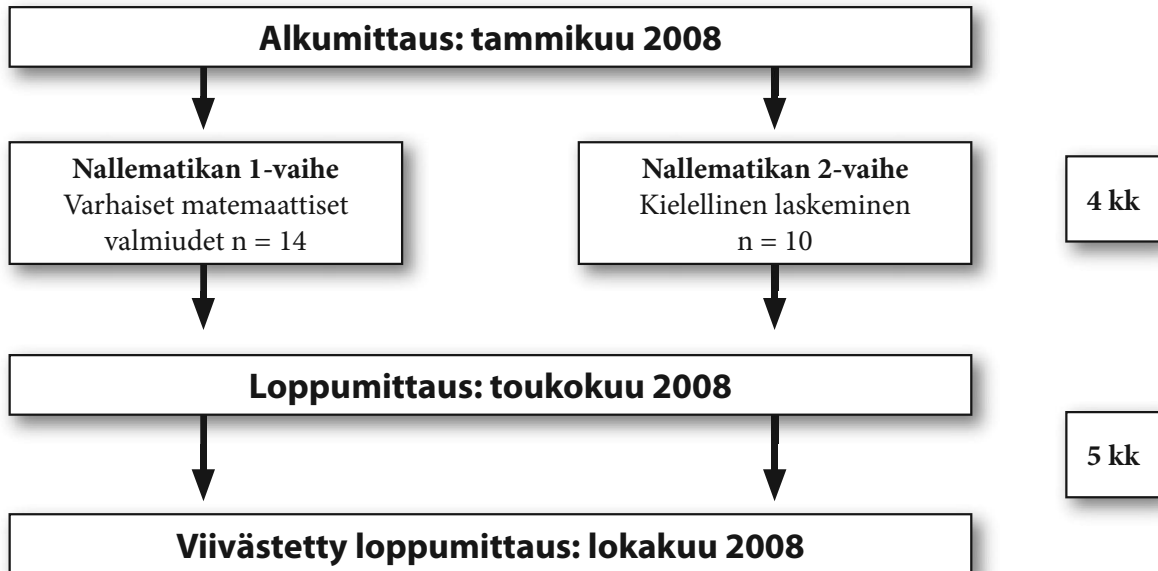 Alkumittaus: tammikuu 2008
Nallematikan 1-vaihe
Varhaiset matemaattiset
valmiudet n = 14
Nallematikan 2-vaihe
Kielellinen laskeminen
n = 10
4 kk
Loppumittaus: toukokuu 2008
5 kk
Viivästetty loppumittaus: lokakuu 2008